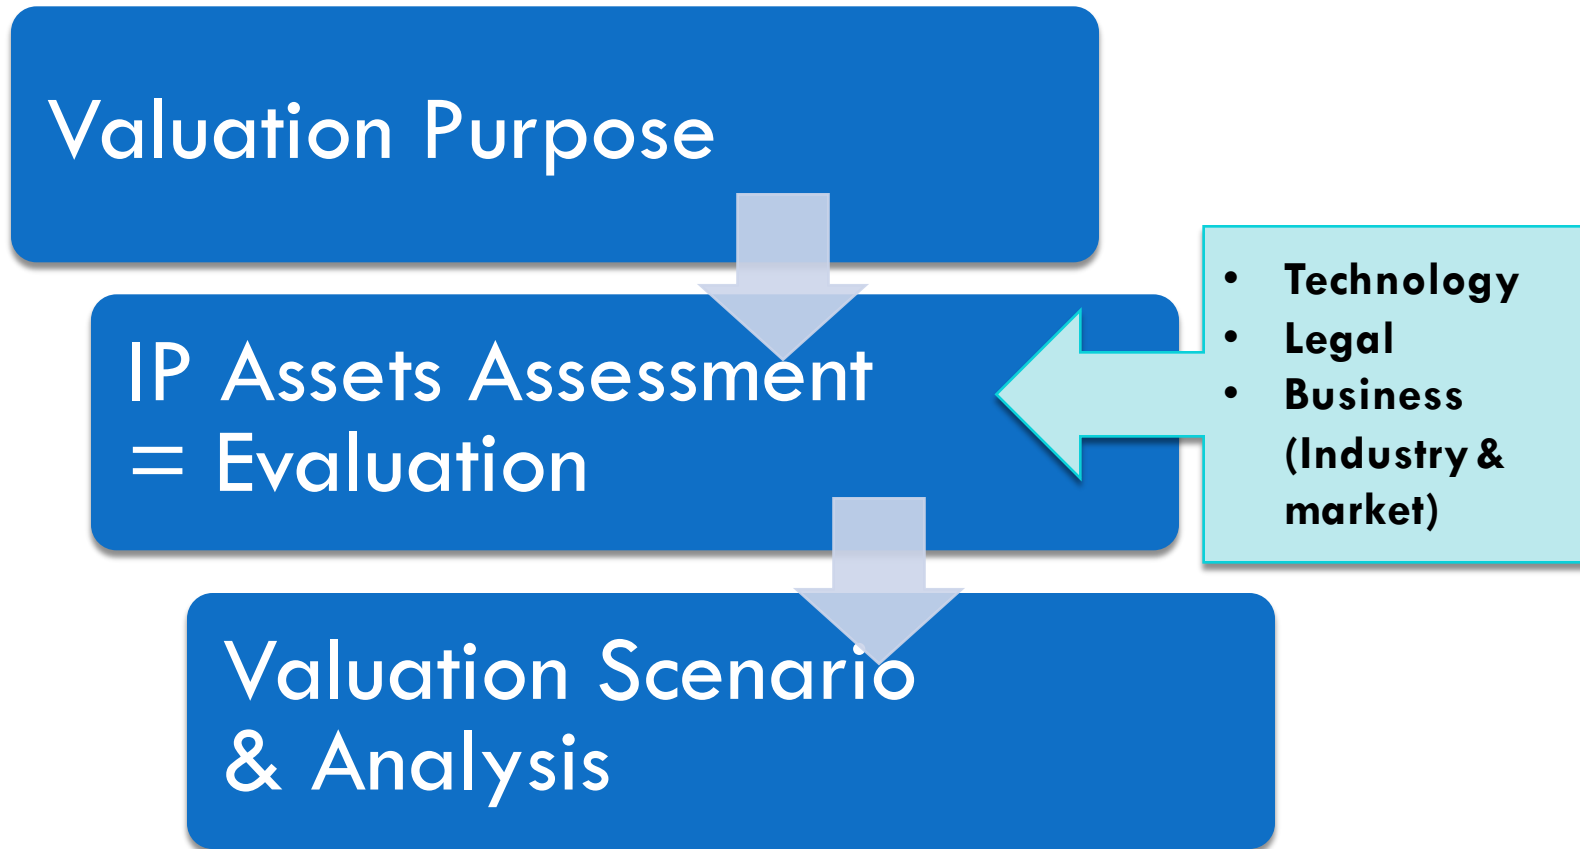 Valuation Purpose
IP Assets Assessment
= Evaluation
Valuation Scenario
& Analysis
• Technology
• Legal
• Business
(Industry &
market)